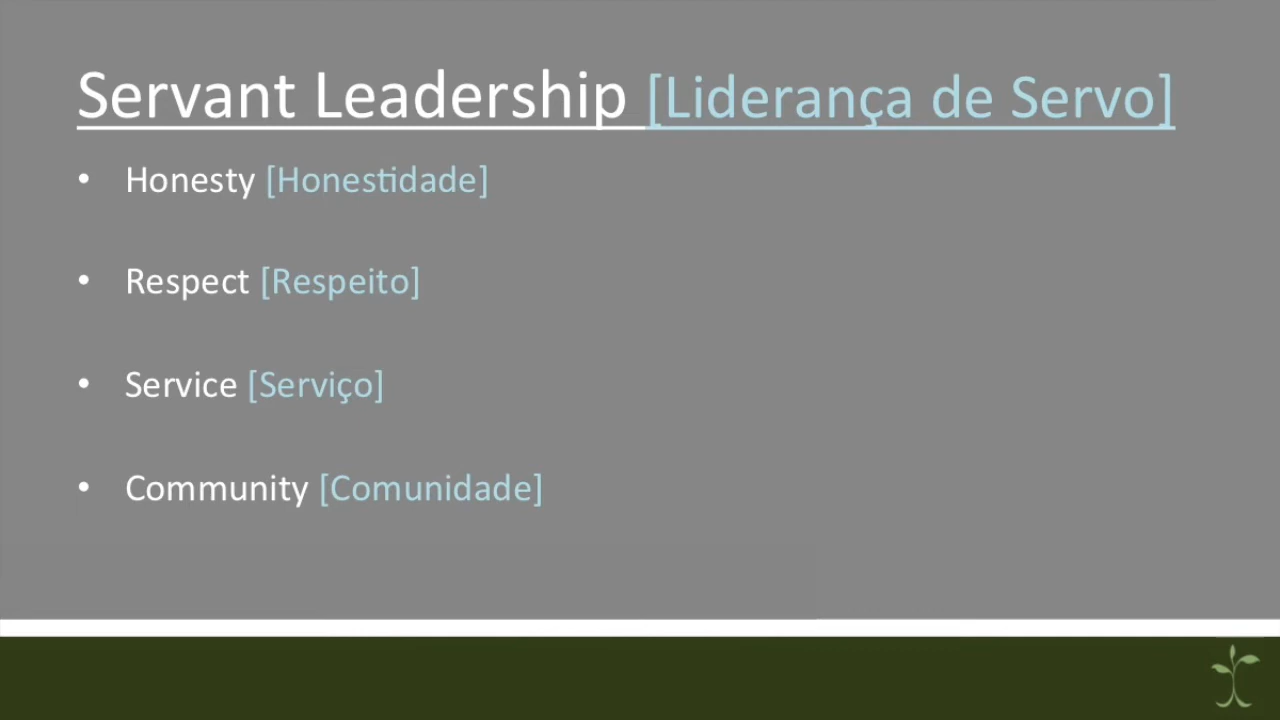 Servant Leadership [Liderança de Servo]
• Honesty [Honestidade]
• Respect [Respeito]
• Service [Serviço]
• Community [Comunidade]